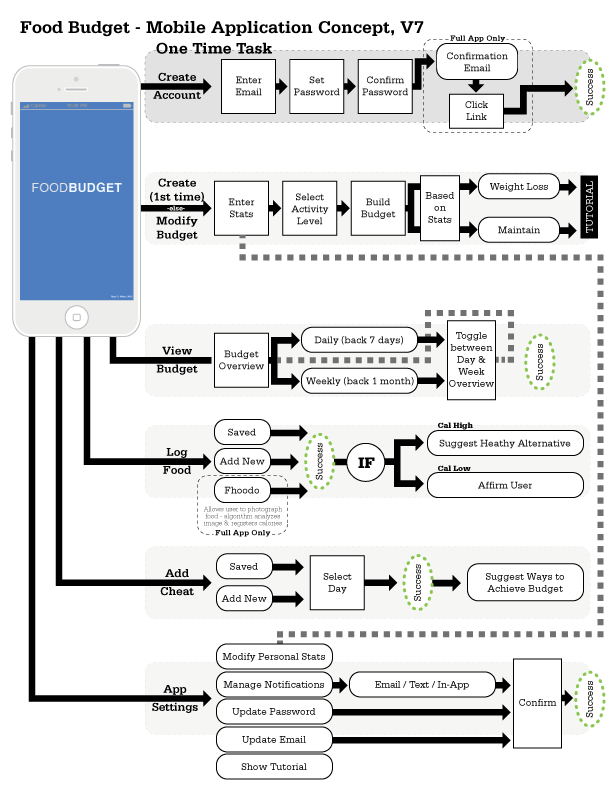 Food Budget - Mobile Application Concept, V7
One Time Task
Full App Only
Create
Account
Enter
Email
Set
Password
Confirm
Password
Confirmation
Email
Click
Link
Success
FOODBUDGET
Create
(1st time)
-else-
Modify
Budget
Enter
Stats
Select
Activity
Level
Build
Budget
Based
on
Stats
Weight Loss
Maintain
TUTORIAL
View
Budget
Budget
Overview
Daily (back 7 days)
Weekly (back 1 month)
Toggle
between
Day &
Week
Overview
Success
Log
Food
Saved
Add New
Fhoodo
Allows user to photograph
food - algorithm analyzes
image & registers calories
Full App Only
Success
IF
Cal High
Suggest Heathy Alternative
Cal Low
Affirm User
Add
Cheat
Saved
Add New
Select
Day
Success
Suggest Ways to
Achieve Budget
App
Settings
Modify Personal Stats
Manage Notifications
Update Password
Update Email
Show Tutorial
Email / Text / In-App
Confirm
Success